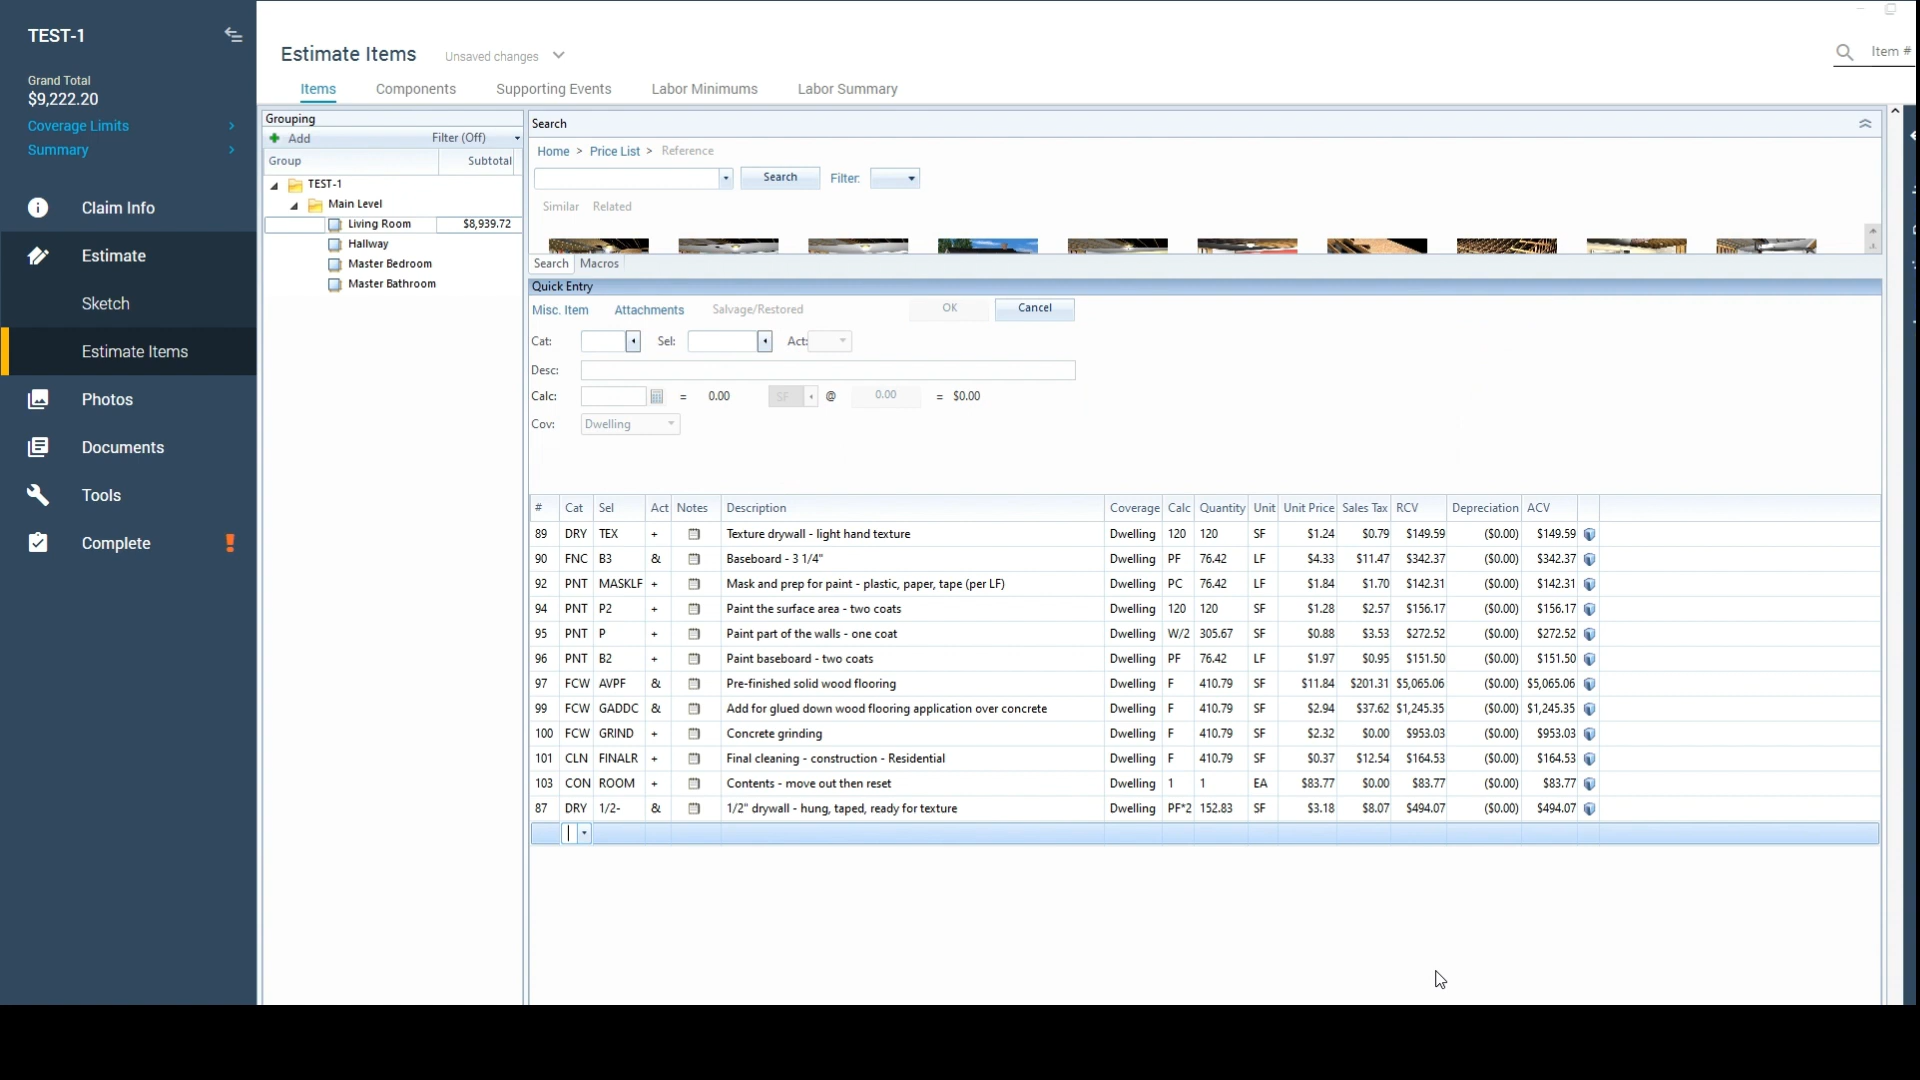 TEST-1
Grand Total
$9,222.20
Coverage Limits
Summary
Claim Info
Estimate
Sketch
Estimate Items
Photos
Documents
Tools
Complete
Estimate Items Unsaved changes
Item #
Items Components Supporting Events Labor Minimums Labor Summary
Grouping
Add Filter (Off)
Group Subtotal
TEST-1
Main Level
Living Room $8,939.72
Hallway
Master Bedroom
Master Bathroom
Search
Home > Price List > Reference
Search Filter:
Similar Related
Search Macros
Quick Entry
Misc. Item Attachments Salvage/Restored OK Cancel
Cat: Sel: Act:
Desc:
Calc: = 0.00 SF @ 0.00 = $0.00
Cov: Dwelling
# Cat Sel Act Notes Description Coverage Calc Quantity Unit Unit Price Sales Tax RCV Depreciation ACV
89 DRY TEX + Texture drywall - light hand texture Dwelling 120 120 SF $1.24 $0.79 $149.59 ($0.00) $149.59
90 FNC B3 & Baseboard - 3 1/4" Dwelling PF 76.42 LF $4.33 $11.47 $342.37 ($0.00) $342.37
92 PNT MASKLF + Mask and prep for paint - plastic, paper, tape (per LF) Dwelling PC 76.42 LF $1.84 $1.70 $142.31 ($0.00) $142.31
94 PNT P2 + Paint the surface area - two coats Dwelling 120 120 SF $1.28 $2.57 $156.17 ($0.00) $156.17
95 PNT P + Paint part of the walls - one coat Dwelling W/2 305.67 SF $0.88 $3.53 $272.52 ($0.00) $272.52
96 PNT B2 + Paint baseboard - two coats Dwelling PF 76.42 LF $1.97 $0.95 $151.50 ($0.00) $151.50
97 FCW AVPF & Pre-finished solid wood flooring Dwelling F 410.79 SF $11.84 $201.31 $5,065.06 ($0.00) $5,065.06
99 FCW GADDC & Add for glued down wood flooring application over concrete Dwelling F 410.79 SF $2.94 $37.62 $1,245.35 ($0.00) $1,245.35
100 FCW GRIND + Concrete grinding Dwelling F 410.79 SF $2.32 $0.00 $953.03 ($0.00) $953.03
101 CLN FINALR + Final cleaning - construction - Residential Dwelling F 410.79 SF $0.37 $12.54 $164.53 ($0.00) $164.53
103 CON ROOM + Contents - move out then reset Dwelling 1 1 EA $83.77 $0.00 $83.77 ($0.00) $83.77
87 DRY 1/2- & 1/2" drywall - hung, taped, ready for texture Dwelling PF*2 152.83 SF $3.18 $8.07 $494.07 ($0.00) $494.07